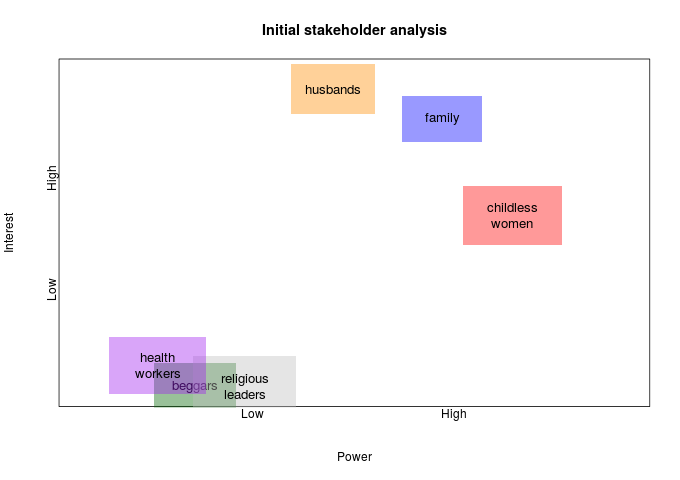 Initial stakeholder analysis
husbands
family
High
childless
women
Interest
Low
health
workers
beggars
religious
leaders
Low
High
Power